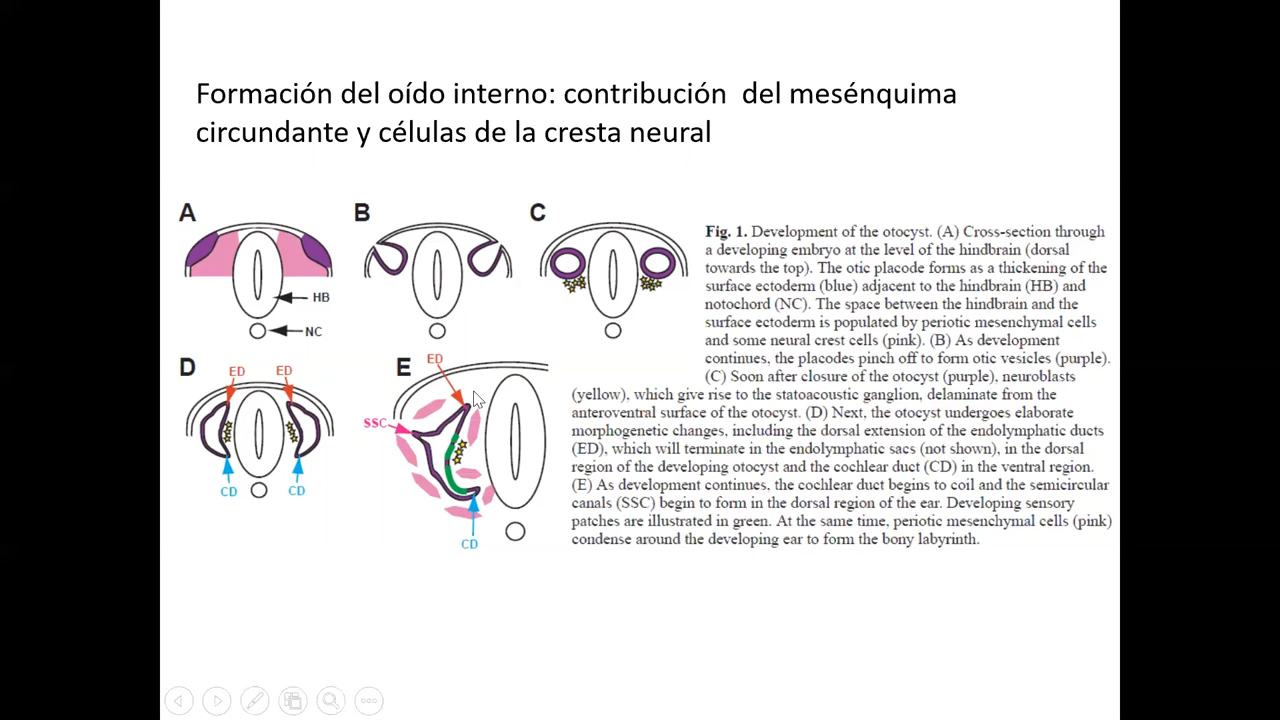 Formación del oído interno: contribución  del mesénquima
circundante y células de la cresta neural
A
B
C
HB
NC
Fig. 1. Development of the otocyst. (A) Cross-section through
a developing embryo at the level of the hindbrain (dorsal
towards the top). The otic placode forms as a thickening of the
surface ectoderm (blue) adjacent to the hindbrain (HB) and
notochord (NC). The space between the hindbrain and the
surface ectoderm is populated by periotic mesenchymal cells
and some neural crest cells (pink). (B) As development
continues, the placodes pinch off to form otic vesicles (purple).
(C) Soon after closure of the otocyst (purple), neuroblasts
(yellow), which give rise to the statoacoustic ganglion, delaminate from the
anteroventral surface of the otocyst. (D) Next, the otocyst undergoes elaborate
morphogenetic changes, including the dorsal extension of the endolymphatic ducts
(ED), which will terminate in the endolymphatic sacs (not shown), in the dorsal
region of the developing otocyst and the cochlear duct (CD) in the ventral region.
(E) As development continues, the cochlear duct begins to coil and the semicircular
canals (SSC) begin to form in the dorsal region of the ear. Developing sensory
patches are illustrated in green. At the same time, periotic mesenchymal cells (pink)
condense around the developing ear to form the bony labyrinth.
D
ED
ED
CD
CD
E
ED
SSC
CD